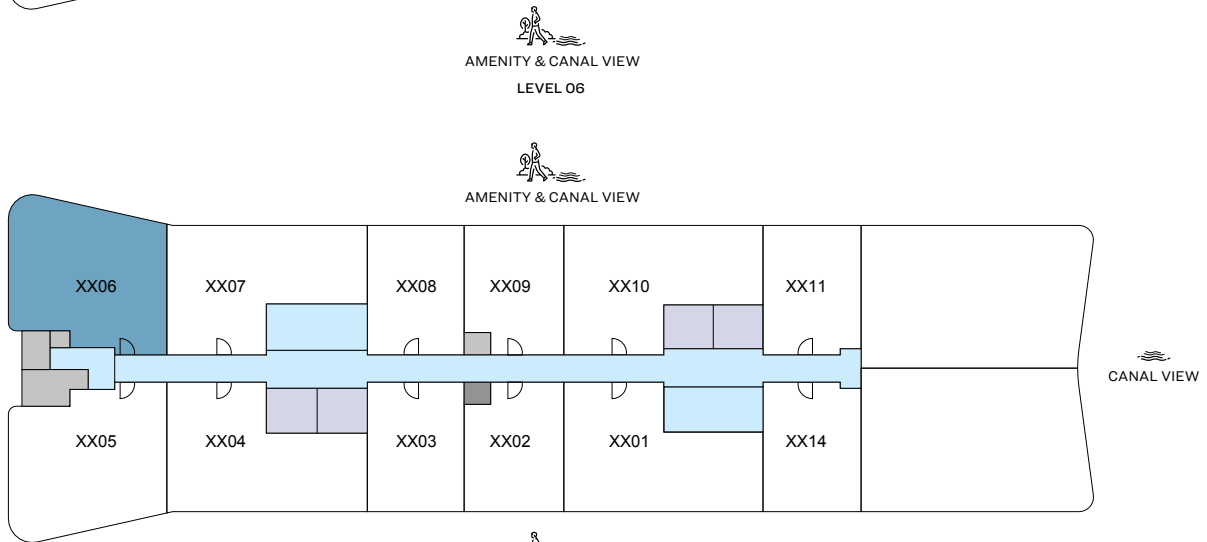 AMENITY & CANAL VIEW
LEVEL 06
AMENITY & CANAL VIEW
XX06
XX07
XX08
XX09
XX10
XX11
CANAL VIEW
XX05
XX04
XX03
XX02
XX01
XX14